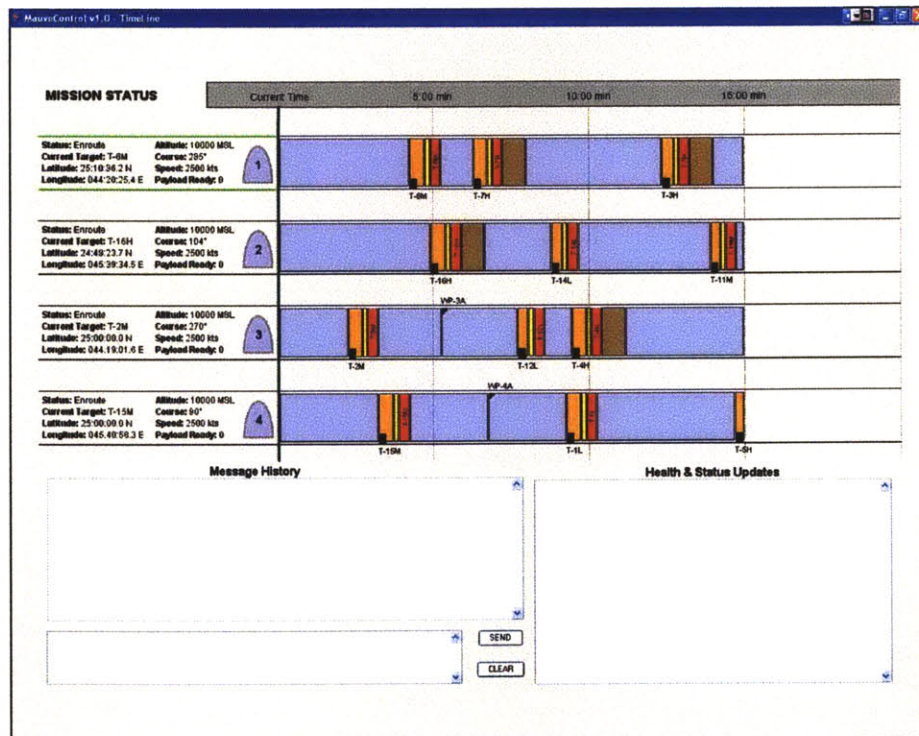 MauveControl v1.0 - TimeLine
MISSION STATUS
Current Time 5:00 min 10:00 min 15:00 min
Status: Enroute Altitude: 10000 MSL
Current Target: T-6M Course: 285°
Latitude: 25:10:36.2 N Speed: 2500 kts
Longitude: 044:20:25.4 E Payload Ready: 0
1
T-6M T-7H T-3H
Status: Enroute Altitude: 10000 MSL
Current Target: T-16H Course: 104°
Latitude: 24:49:23.7 N Speed: 2500 kts
Longitude: 045:39:34.5 E Payload Ready: 0
2
T-16H T-14L T-11M
WP-3A
Status: Enroute Altitude: 10000 MSL
Current Target: T-2M Course: 270°
Latitude: 25:00:00.0 N Speed: 2500 kts
Longitude: 044:19:01.6 E Payload Ready: 0
3
T-2M T-12L T-4H
WP-4A
Status: Enroute Altitude: 10000 MSL
Current Target: T-15M Course: 90°
Latitude: 25:00:00.0 N Speed: 2500 kts
Longitude: 045:40:58.3 E Payload Ready: 0
4
T-15M T-1L T-5H
Message History Health & Status Updates
SEND
CLEAR